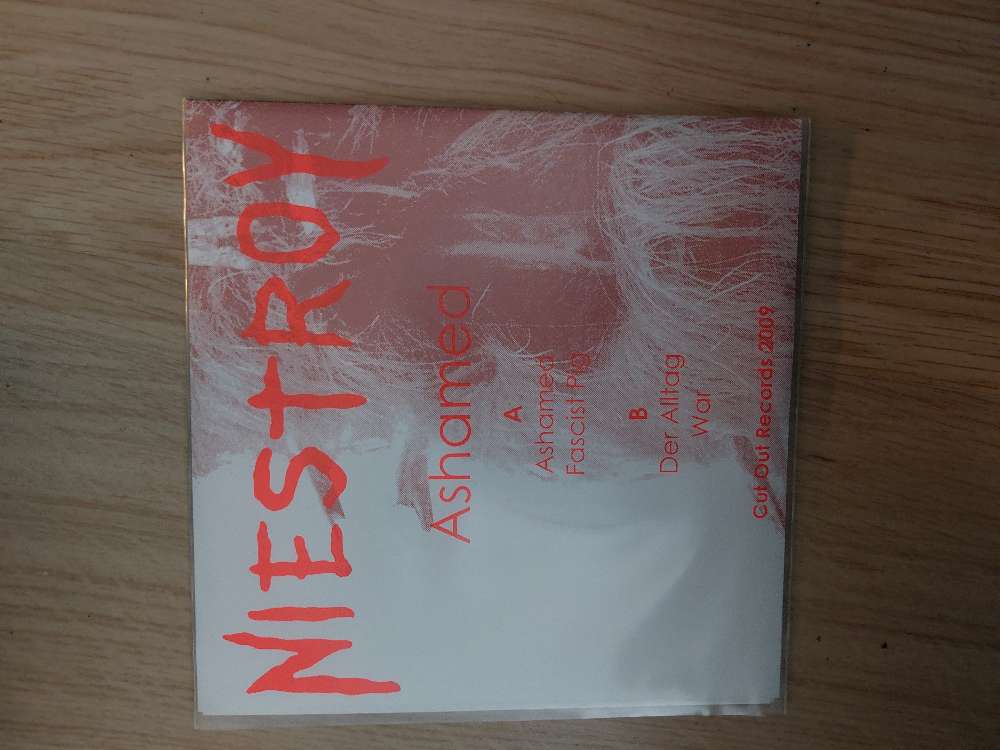 NIESTROY
Ashamed
A
Ashamed
Fascist Pig
B
Der Alltag
War
Cut Out Records 2009